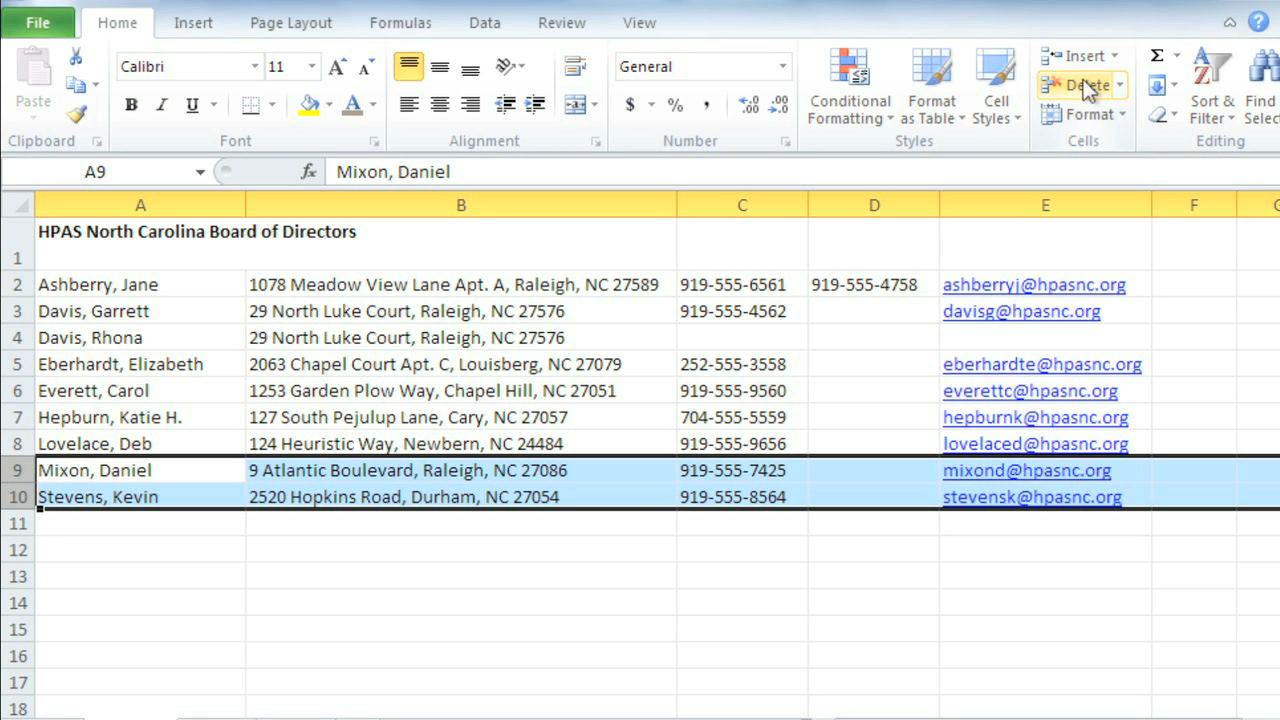 File Home Insert Page Layout Formulas Data Review View
Calibri 11 A A General Insert Σ
Paste Conditional Format Cell Delete Sort & Find
B I U A $ % , .00 .00 Formatting as Table Styles Format Filter Selec
Clipboard Font Alignment Number Styles Cells Editing
A9 fx Mixon, Daniel
A B C D E F
1 HPAS North Carolina Board of Directors
2 Ashberry, Jane 1078 Meadow View Lane Apt. A, Raleigh, NC 27589 919-555-6561 919-555-4758 ashberryj@hpasnc.org
3 Davis, Garrett 29 North Luke Court, Raleigh, NC 27576 919-555-4562 davisg@hpasnc.org
4 Davis, Rhona 29 North Luke Court, Raleigh, NC 27576
5 Eberhardt, Elizabeth 2063 Chapel Court Apt. C, Louisberg, NC 27079 252-555-3558 eberhardte@hpasnc.org
6 Everett, Carol 1253 Garden Plow Way, Chapel Hill, NC 27051 919-555-9560 everettc@hpasnc.org
7 Hepburn, Katie H. 127 South Pejulup Lane, Cary, NC 27057 704-555-5559 hepburnk@hpasnc.org
8 Lovelace, Deb 124 Heuristic Way, Newbern, NC 24484 919-555-9656 lovelaced@hpasnc.org
9 Mixon, Daniel 9 Atlantic Boulevard, Raleigh, NC 27086 919-555-7425 mixond@hpasnc.org
10 Stevens, Kevin 2520 Hopkins Road, Durham, NC 27054 919-555-8564 stevensk@hpasnc.org
11
12
13
14
15
16
17
18